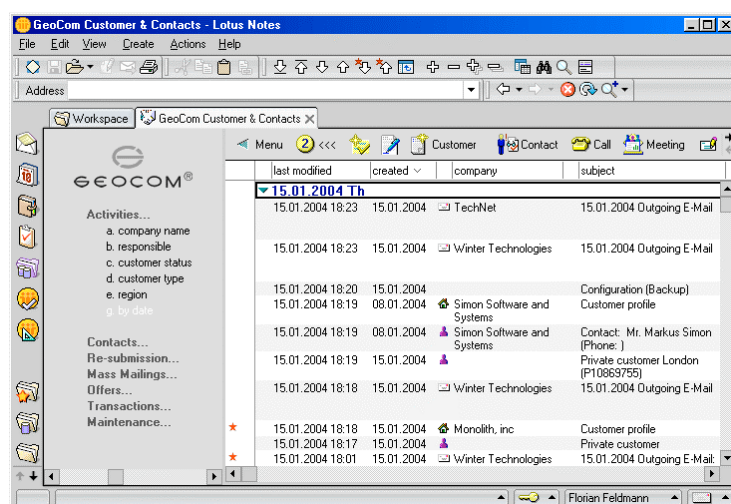 GeoCom Customer & Contacts - Lotus Notes
File Edit View Create Actions Help
Address
Workspace GeoCom Customer & Contacts
Menu 2 <<< Customer Contact Call Meeting
GEOCOM®
Activities...
a. company name
b. responsible
c. customer status
d. customer type
e. region
g. by date
Contacts...
Re-submission...
Mass Mailings...
Offers...
Transactions...
Maintenance...
last modified created company subject
15.01.2004 Th
15.01.2004 18:23 15.01.2004 TechNet 15.01.2004 Outgoing E-Mail
15.01.2004 18:23 15.01.2004 Winter Technologies 15.01.2004 Outgoing E-Mail
15.01.2004 18:20 15.01.2004 Configuration (Backup)
15.01.2004 18:19 08.01.2004 Simon Software and Customer profile
Systems
15.01.2004 18:19 08.01.2004 Simon Software and Contact: Mr. Markus Simon
Systems (Phone: )
15.01.2004 18:19 15.01.2004 Private customer London
(P10869755)
15.01.2004 18:18 15.01.2004 Winter Technologies 15.01.2004 Outgoing E-Mail
15.01.2004 18:18 15.01.2004 Monolith, inc Customer profile
15.01.2004 18:17 15.01.2004 Private customer
15.01.2004 18:01 15.01.2004 Winter Technologies 15.01.2004 Outgoing E-Mail:
Florian Feldmann